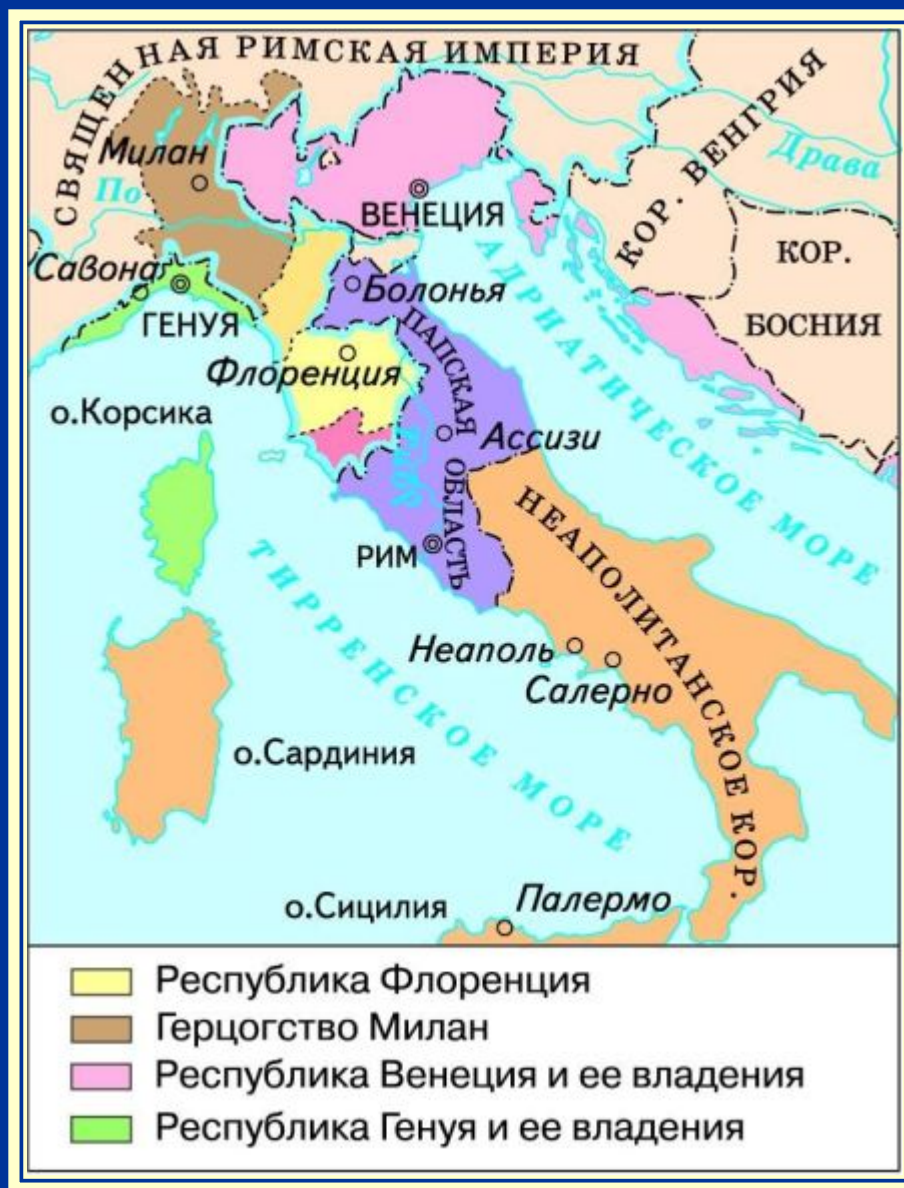 СВЯЩЕННАЯ РИМСКАЯ ИМПЕРИЯ
Милан
По
Драва
КОР. ВЕНГРИЯ
ВЕНЕЦИЯ
КОР.
БОСНИЯ
Савона
ГЕНУЯ
Болонья
АДРИАТИЧЕСКОЕ МОРЕ
ПАПСКАЯ ОБЛАСТЬ
Флоренция
о.Корсика
Ассизи
Тибр
РИМ
НЕАПОЛИТАНСКОЕ КОР.
ТИРРЕНСКОЕ МОРЕ
Неаполь
Салерно
о.Сардиния
о.Сицилия
Палермо
Республика Флоренция
Герцогство Милан
Республика Венеция и ее владения
Республика Генуя и ее владения